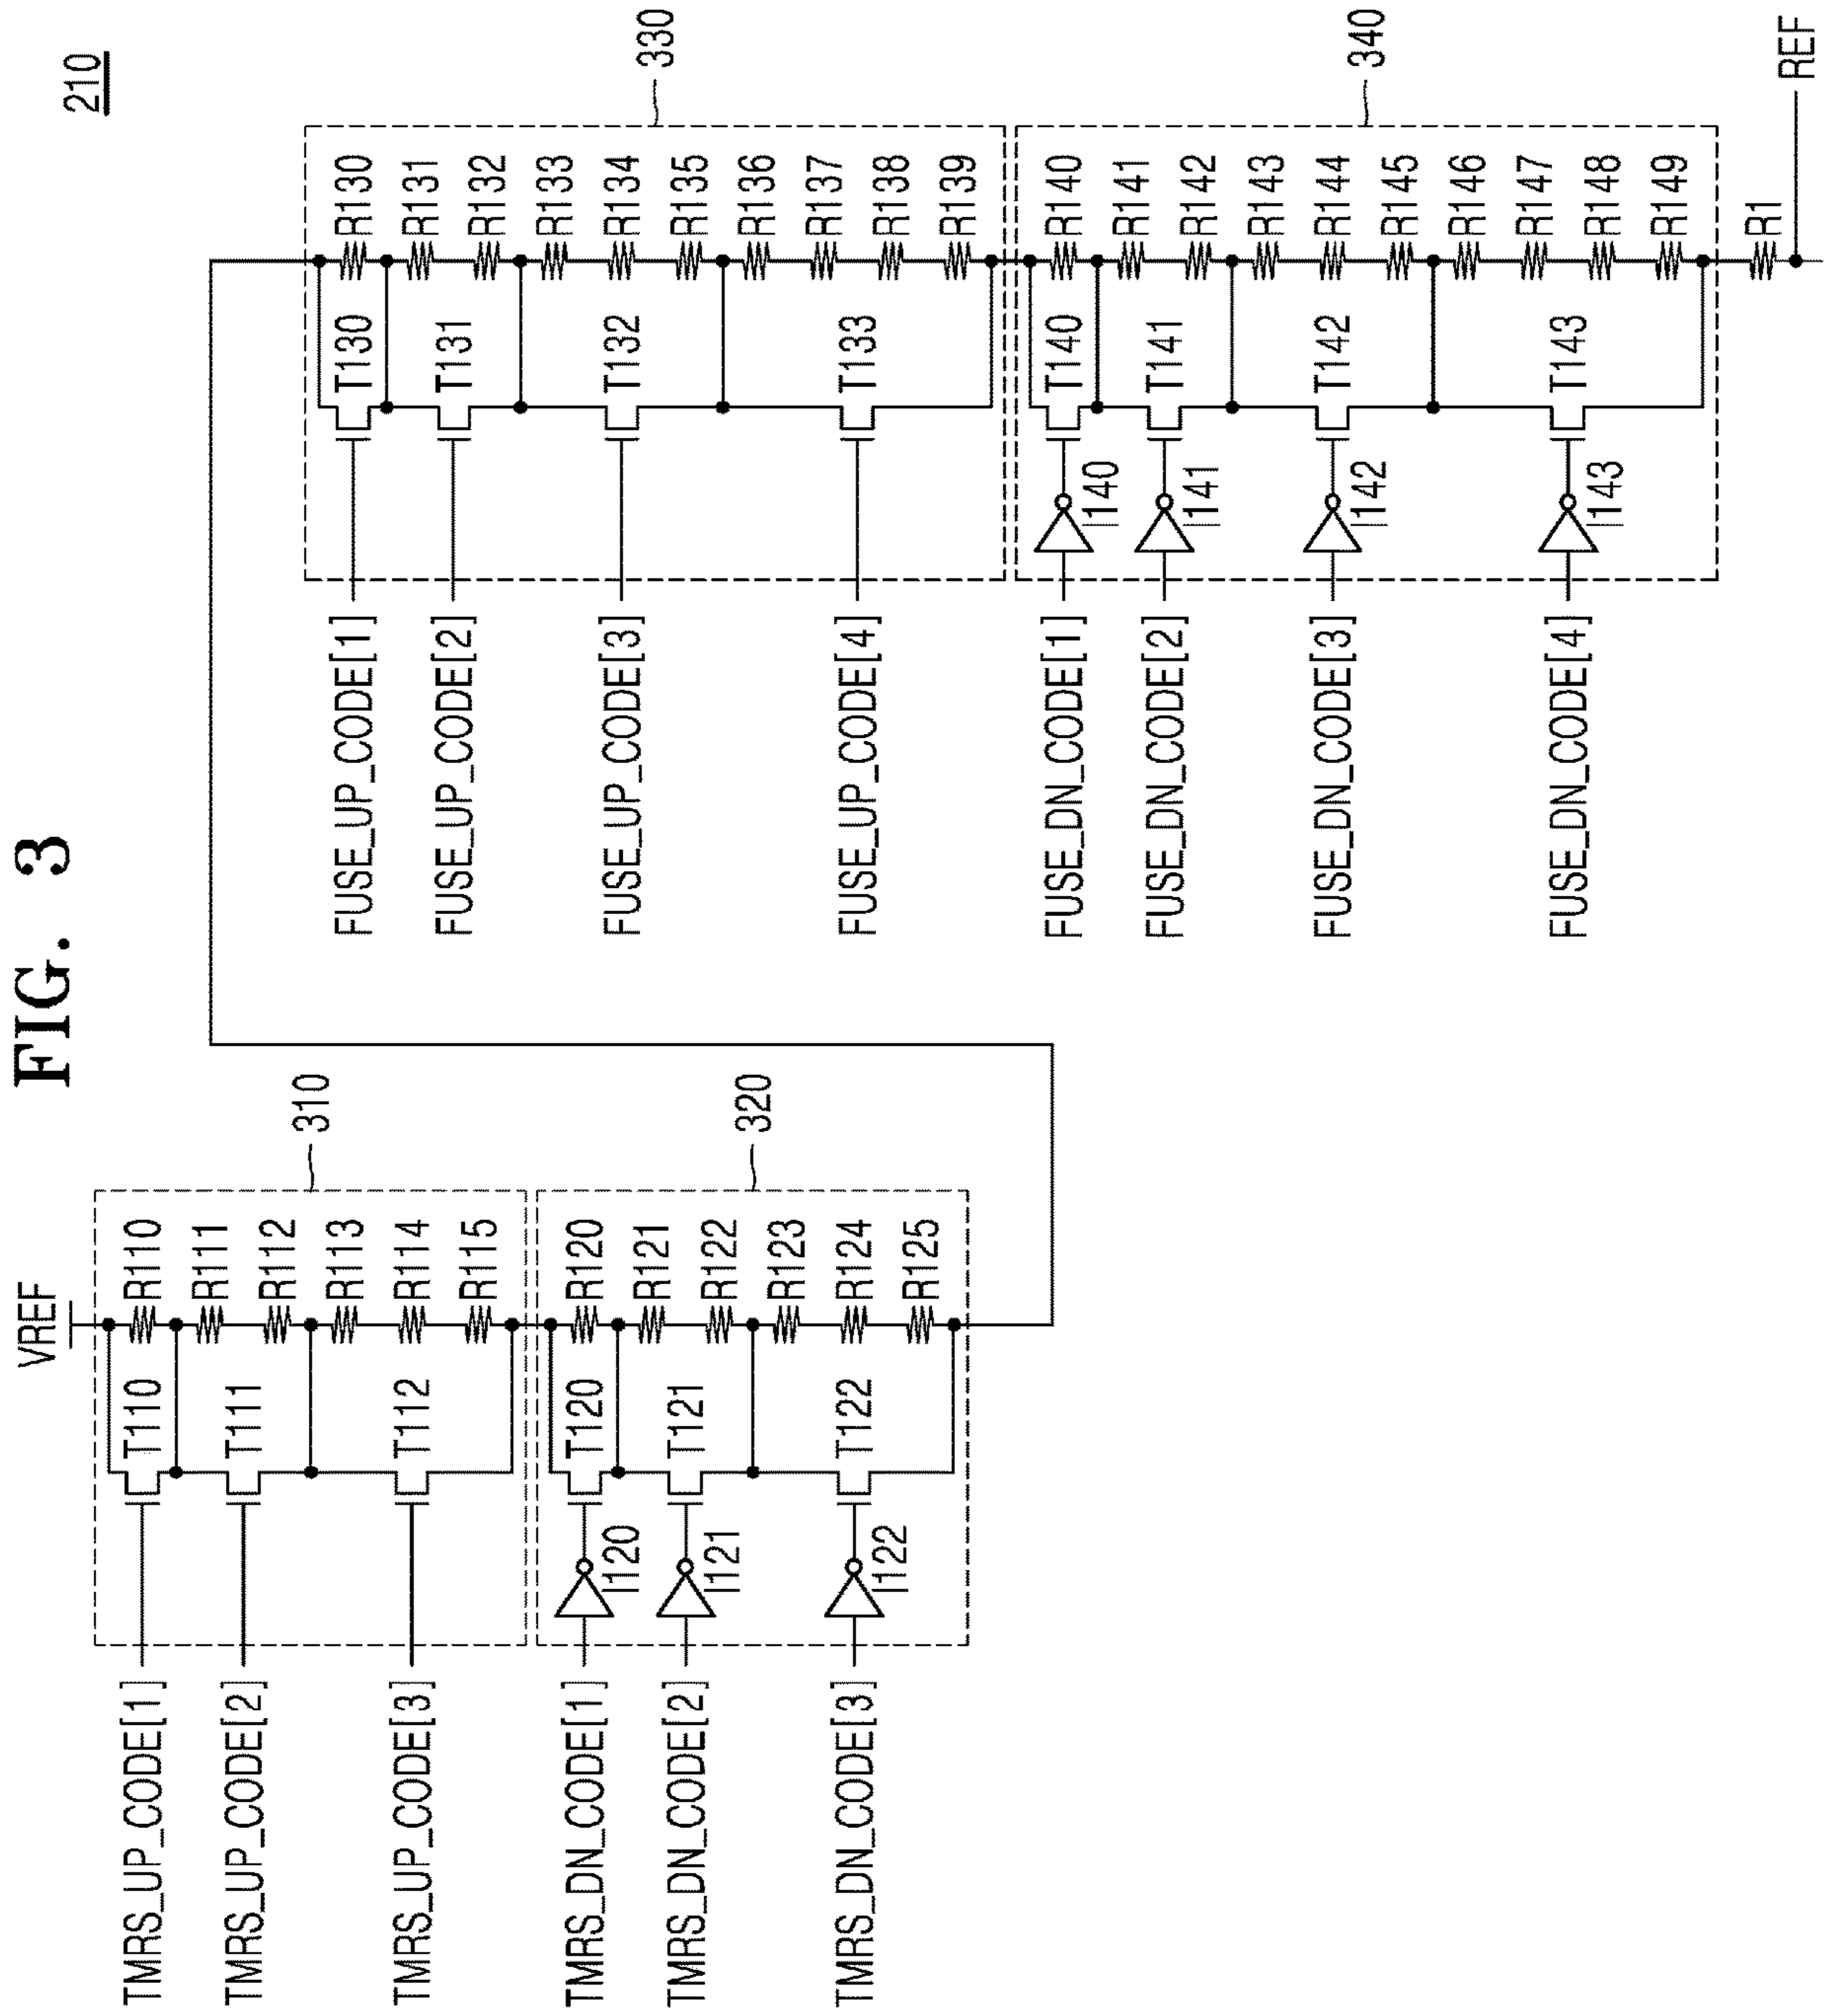 FIG. 3
210
VREF
310
TMRS_UP_CODE[1]
T110
R110
R111
TMRS_UP_CODE[2]
T111
R112
R113
TMRS_UP_CODE[3]
T112
R114
R115
320
TMRS_DN_CODE[1]
I120
T120
R120
R121
TMRS_DN_CODE[2]
I121
T121
R122
R123
TMRS_DN_CODE[3]
I122
T122
R124
R125
330
FUSE_UP_CODE[1]
T130
R130
R131
FUSE_UP_CODE[2]
T131
R132
R133
FUSE_UP_CODE[3]
T132
R134
R135
R136
FUSE_UP_CODE[4]
T133
R137
R138
R139
340
FUSE_DN_CODE[1]
I140
T140
R140
R141
FUSE_DN_CODE[2]
I141
T141
R142
R143
FUSE_DN_CODE[3]
I142
T142
R144
R145
R146
R147
FUSE_DN_CODE[4]
I143
T143
R148
R149
R1
REF